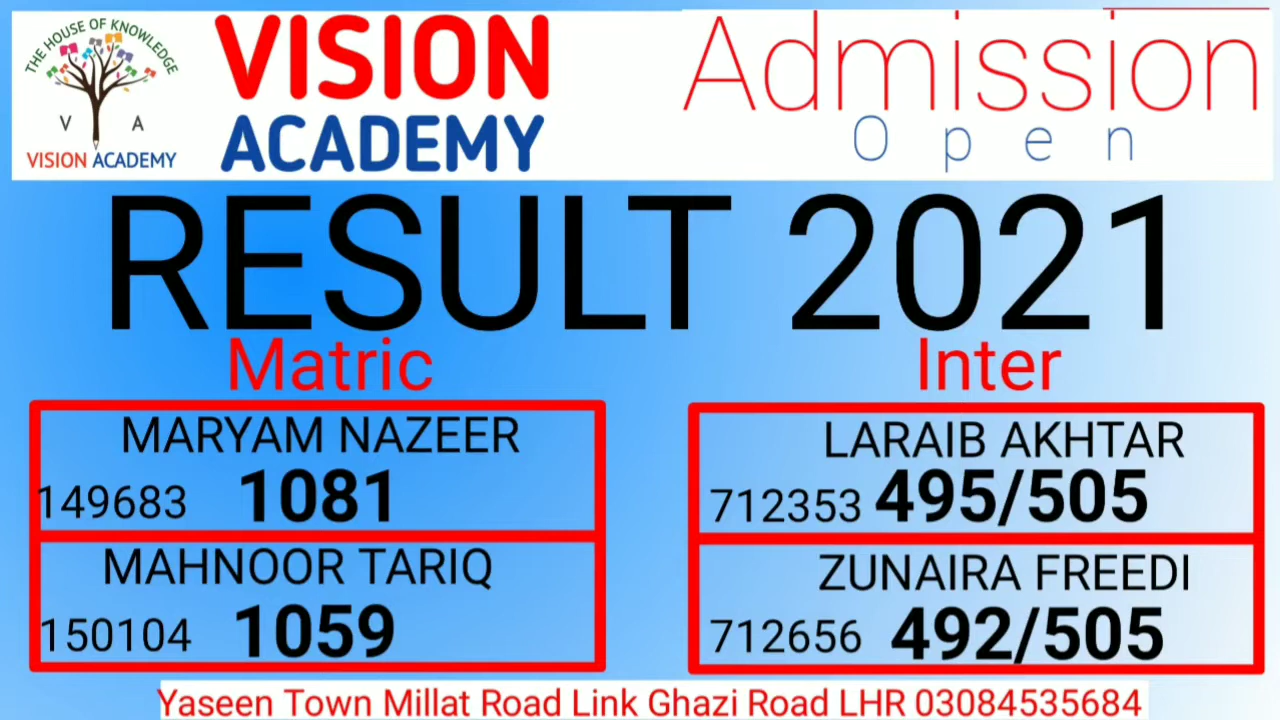 THE HOUSE OF KNOWLEDGE
V A
VISION ACADEMY
VISION
ACADEMY
Admission
Open
RESULT 2021
Matric
MARYAM NAZEER
149683 1081
MAHNOOR TARIQ
150104 1059
Inter
LARAIB AKHTAR
712353 495/505
ZUNAIRA FREEDI
712656 492/505
Yaseen Town Millat Road Link Ghazi Road LHR 03084535684